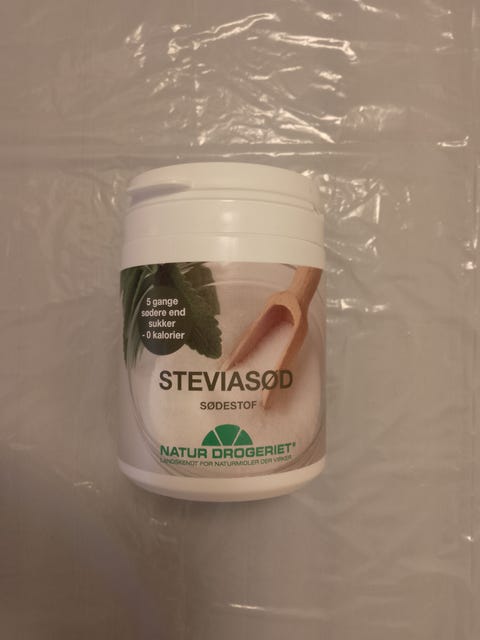 5 gange
sødere end
sukker
- 0 kalorier
STEVIASØD
SØDESTOF
NATUR DROGERIET®
LANDSKENDT FOR NATURMIDLER DER VIRKER